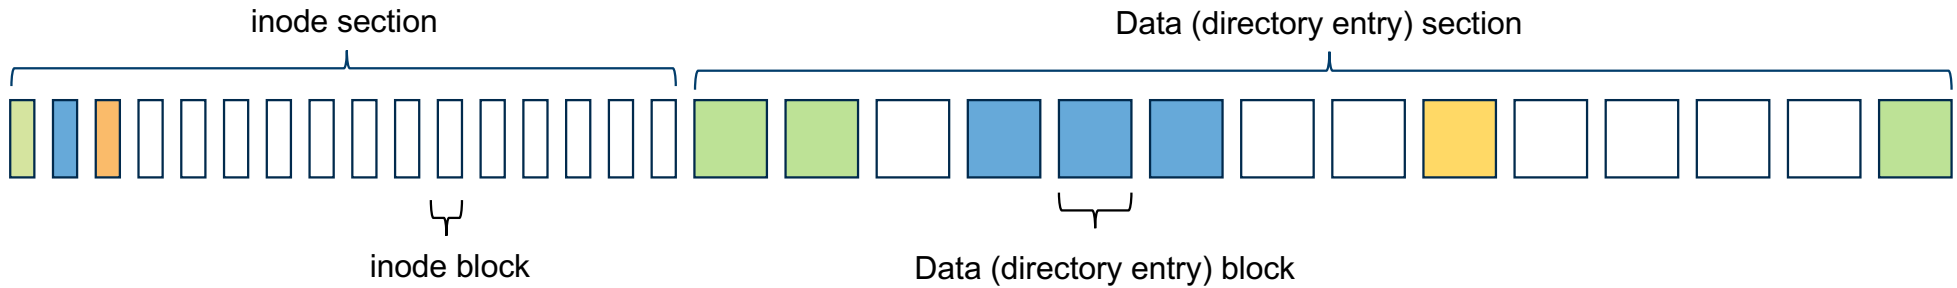 inode section
Data (directory entry) section
inode block
Data (directory entry) block